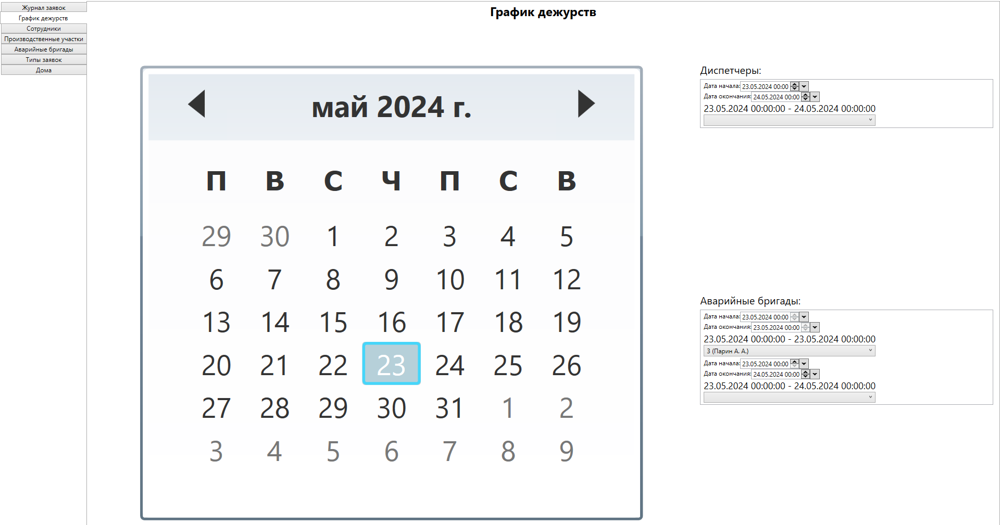 Журнал заявок
График дежурств
Сотрудники
Производственные участки
Аварийные бригады
Типы заявок
Дома
График дежурств
май 2024 г.
П В С Ч П С В
29 30 1 2 3 4 5
6 7 8 9 10 11 12
13 14 15 16 17 18 19
20 21 22 23 24 25 26
27 28 29 30 31 1 2
3 4 5 6 7 8 9
Диспетчеры:
Дата начала: 23.05.2024 00:00
Дата окончания: 24.05.2024 00:00
23.05.2024 00:00:00 - 24.05.2024 00:00:00
Аварийные бригады:
Дата начала: 23.05.2024 00:00
Дата окончания: 23.05.2024 00:00
23.05.2024 00:00:00 - 23.05.2024 00:00:00
3 (Парин А. А.)
Дата начала: 23.05.2024 00:00
Дата окончания: 24.05.2024 00:00
23.05.2024 00:00:00 - 24.05.2024 00:00:00